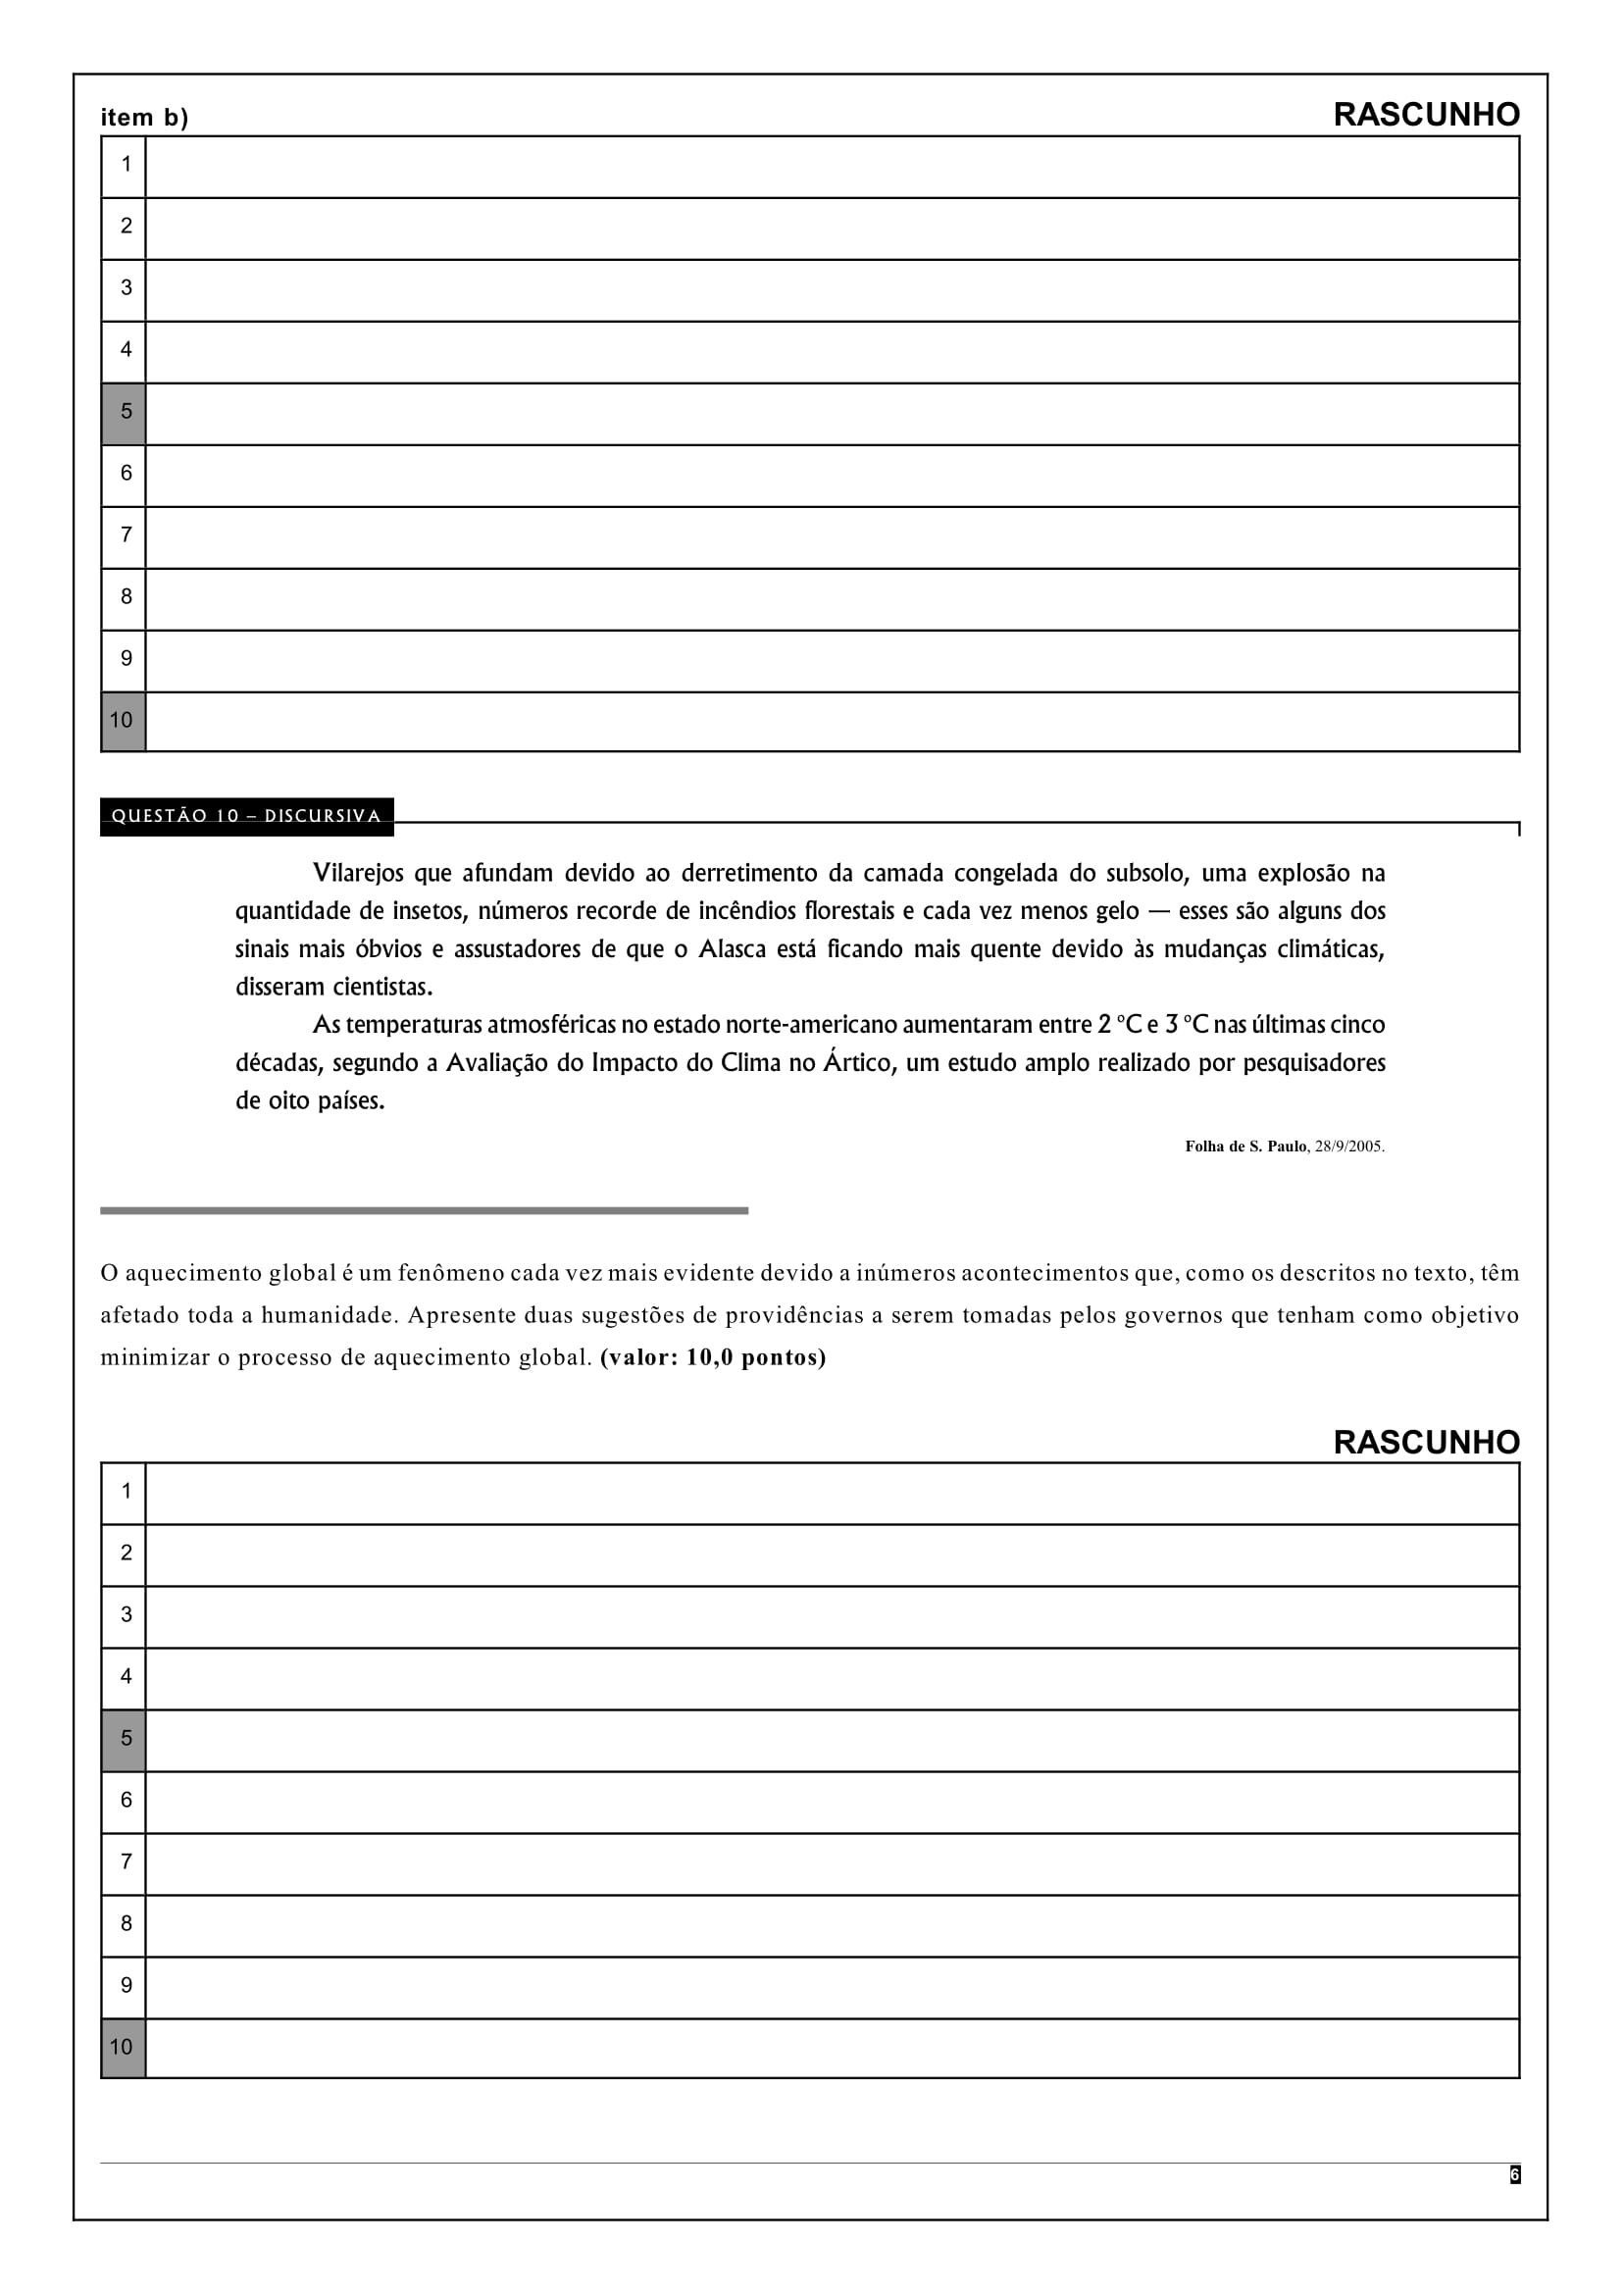 item b)
RASCUNHO
1
2
3
4
5
6
7
8
9
10
QUESTÃO 10 – DISCURSIVA
Vilarejos que afundam devido ao derretimento da camada congelada do subsolo, uma explosão na
quantidade de insetos, números recorde de incêndios florestais e cada vez menos gelo — esses são alguns dos
sinais mais óbvios e assustadores de que o Alasca está ficando mais quente devido às mudanças climáticas,
disseram cientistas.
As temperaturas atmosféricas no estado norte-americano aumentaram entre 2 ºC e 3 ºC nas últimas cinco
décadas, segundo a Avaliação do Impacto do Clima no Ártico, um estudo amplo realizado por pesquisadores
de oito países.
Folha de S. Paulo, 28/9/2005.
O aquecimento global é um fenômeno cada vez mais evidente devido a inúmeros acontecimentos que, como os descritos no texto, têm
afetado toda a humanidade. Apresente duas sugestões de providências a serem tomadas pelos governos que tenham como objetivo
minimizar o processo de aquecimento global. (valor: 10,0 pontos)
RASCUNHO
1
2
3
4
5
6
7
8
9
10
6